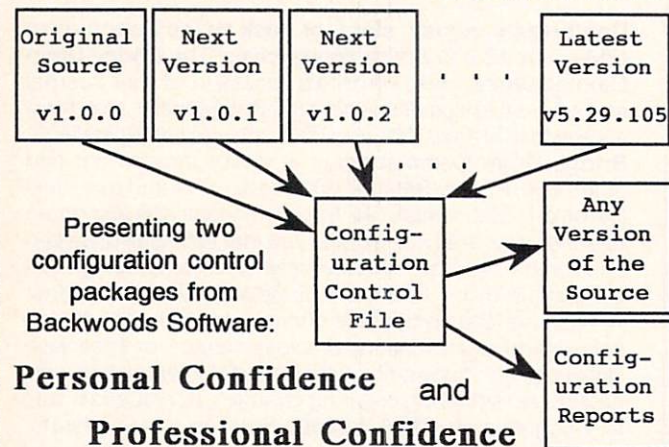 Original
Source
v1.0.0
Next
Version
v1.0.1
Next
Version
v1.0.2
. . .
Latest
Version
v5.29.105
. . .
Presenting two
configuration control
packages from
Backwoods Software:
Config-
uration
Control
File
Any
Version
of the
Source
Config-
uration
Reports
Personal Confidence and
Professional Confidence